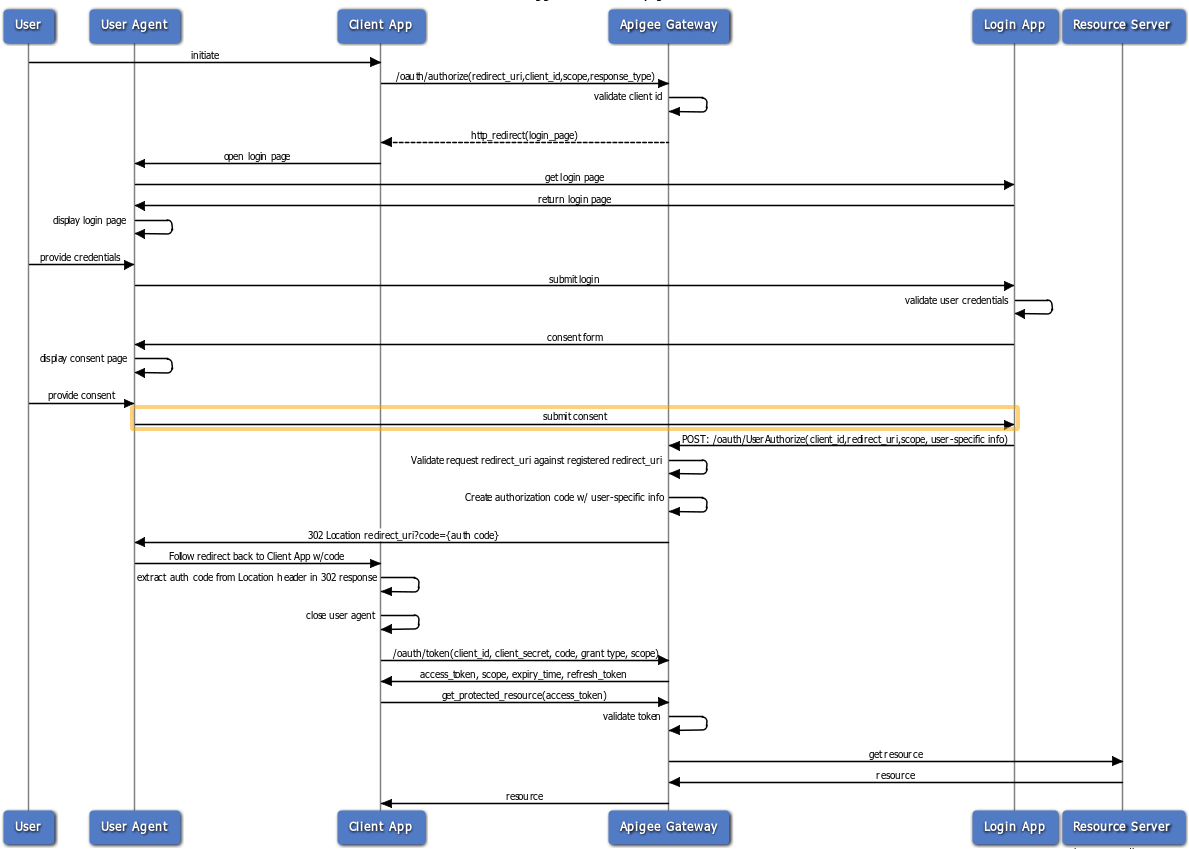 User User Agent Client App Apigee Gateway Login App Resource Server
initiate
/oauth/authorize(redirect_uri,client_id,scope,response_type)
validate client id
http_redirect(login_page)
open login page
get login page
return login page
display login page
provide credentials
submit login
validate user credentials
consent form
display consent page
provide consent
submit consent
POST: /oauth/UserAuthorize(client_id,redirect_uri,scope, user-specific info)
Validate request redirect_uri against registered redirect_uri
Create authorization code w/ user-specific info
302 Location redirect_uri?code={auth code}
Follow redirect back to Client App w/code
extract auth code from Location header in 302 response
close user agent
/oauth/token(client_id, client_secret, code, grant type, scope)
access_token, scope, expiry_time, refresh_token
get_protected_resource(access_token)
validate token
get resource
resource
resource
User User Agent Client App Apigee Gateway Login App Resource Server